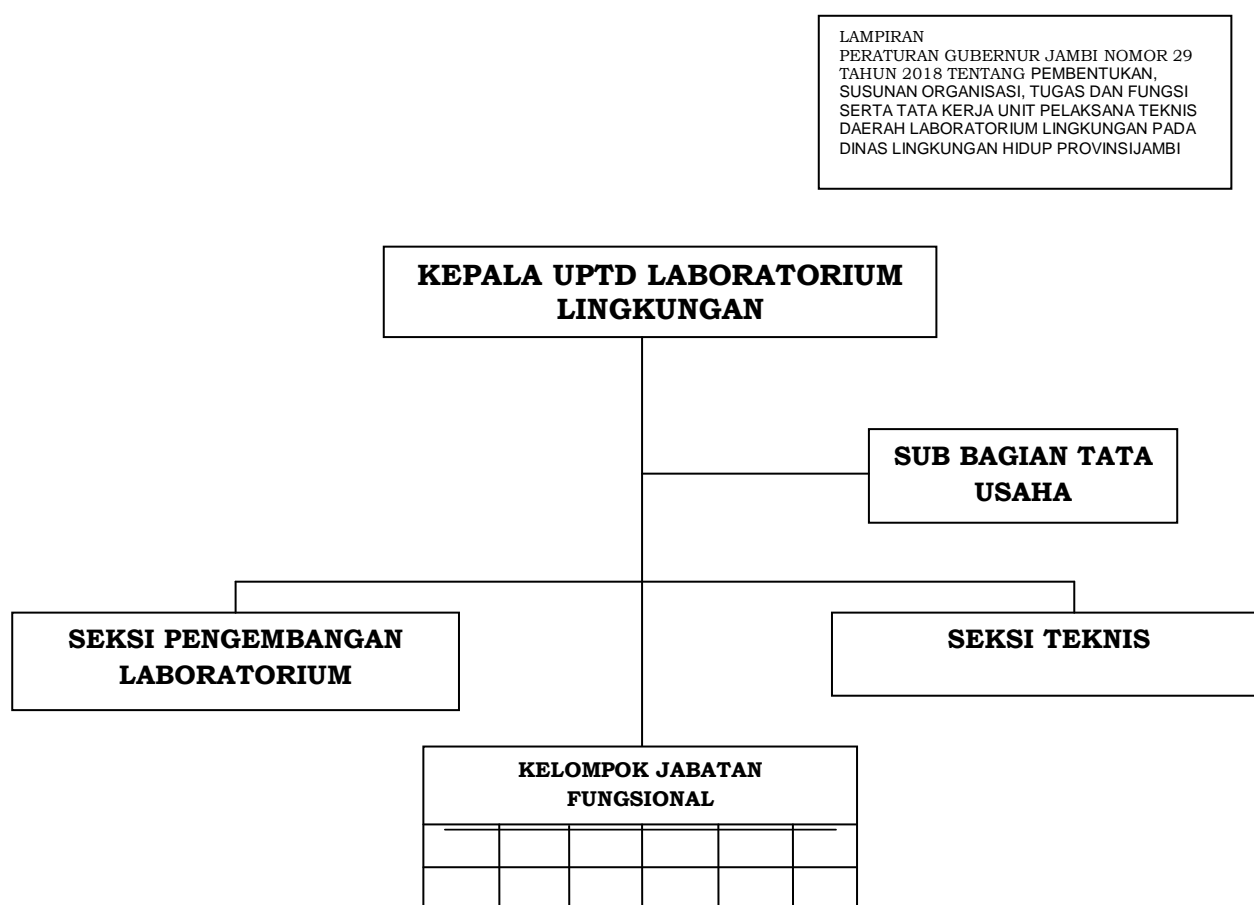 LAMPIRAN
PERATURAN GUBERNUR JAMBI NOMOR 29
TAHUN 2018 TENTANG PEMBENTUKAN,
SUSUNAN ORGANISASI, TUGAS DAN FUNGSI
SERTA TATA KERJA UNIT PELAKSANA TEKNIS
DAERAH LABORATORIUM LINGKUNGAN PADA
DINAS LINGKUNGAN HIDUP PROVINSIJAMBI
KEPALA UPTD LABORATORIUM
LINGKUNGAN
SUB BAGIAN TATA
USAHA
SEKSI PENGEMBANGAN
LABORATORIUM
SEKSI TEKNIS
KELOMPOK JABATAN
FUNGSIONAL